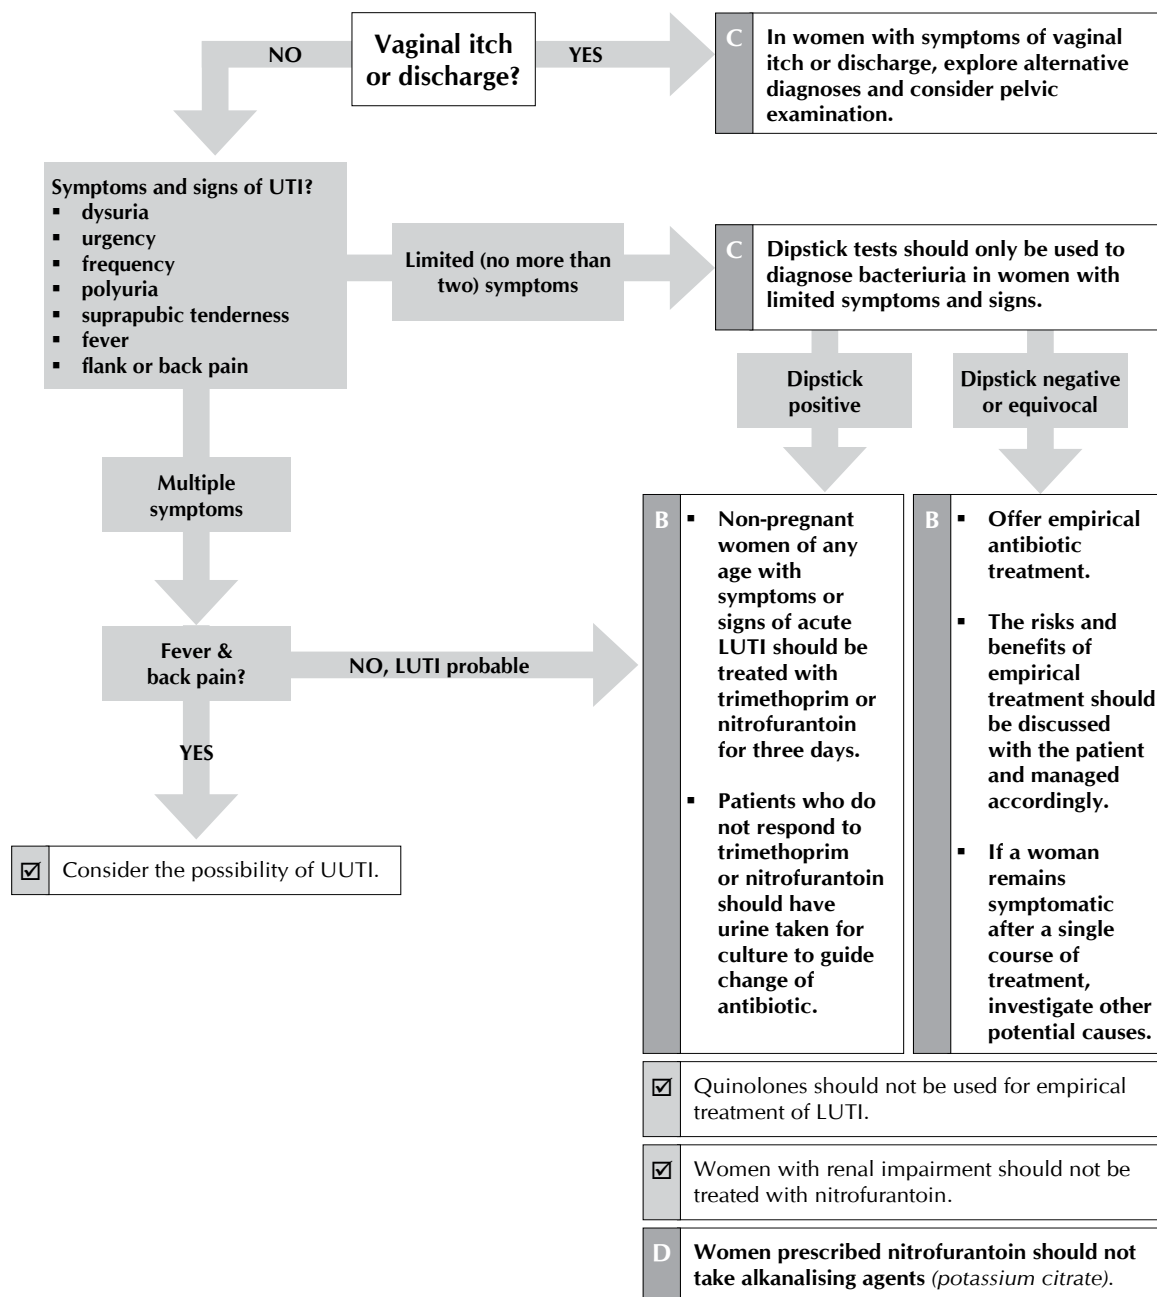 Vaginal itch
or discharge?
NO
YES
C
In women with symptoms of vaginal
itch or discharge, explore alternative
diagnoses and consider pelvic
examination.
Symptoms and signs of UTI?
▪ dysuria
▪ urgency
▪ frequency
▪ polyuria
▪ suprapubic tenderness
▪ fever
▪ flank or back pain
Limited (no more than
two) symptoms
C
Dipstick tests should only be used to
diagnose bacteriuria in women with
limited symptoms and signs.
Dipstick
positive
Dipstick negative
or equivocal
Multiple
symptoms
Fever &
back pain?
NO, LUTI probable
YES
☑ Consider the possibility of UUTI.
B
▪ Non-pregnant
women of any
age with
symptoms or
signs of acute
LUTI should be
treated with
trimethoprim or
nitrofurantoin
for three days.
▪ Patients who do
not respond to
trimethoprim
or nitrofurantoin
should have
urine taken for
culture to guide
change of
antibiotic.
B
▪ Offer empirical
antibiotic
treatment.
▪ The risks and
benefits of
empirical
treatment should
be discussed
with the patient
and managed
accordingly.
▪ If a woman
remains
symptomatic
after a single
course of
treatment,
investigate other
potential causes.
☑ Quinolones should not be used for empirical
treatment of LUTI.
☑ Women with renal impairment should not be
treated with nitrofurantoin.
D
Women prescribed nitrofurantoin should not
take alkanalising agents (potassium citrate).